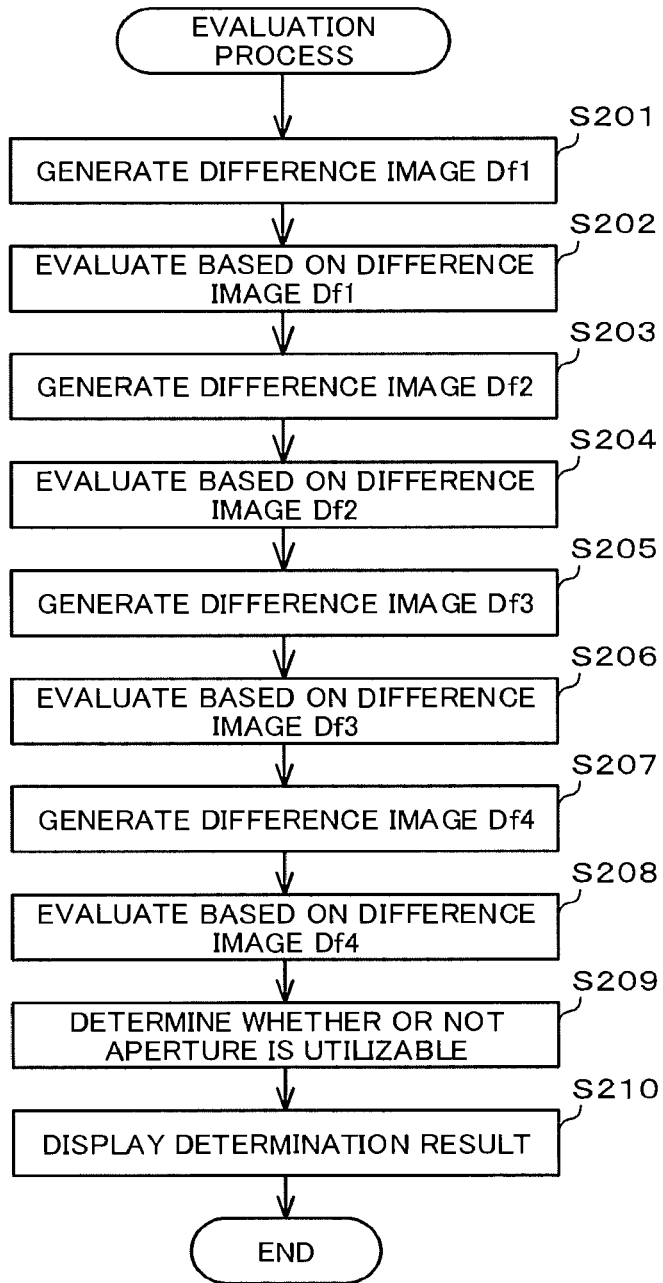 EVALUATION
PROCESS
S201
GENERATE DIFFERENCE IMAGE Df1
S202
EVALUATE BASED ON DIFFERENCE
IMAGE Df1
S203
GENERATE DIFFERENCE IMAGE Df2
S204
EVALUATE BASED ON DIFFERENCE
IMAGE Df2
S205
GENERATE DIFFERENCE IMAGE Df3
S206
EVALUATE BASED ON DIFFERENCE
IMAGE Df3
S207
GENERATE DIFFERENCE IMAGE Df4
S208
EVALUATE BASED ON DIFFERENCE
IMAGE Df4
S209
DETERMINE WHETHER OR NOT
APERTURE IS UTILIZABLE
S210
DISPLAY DETERMINATION RESULT
END